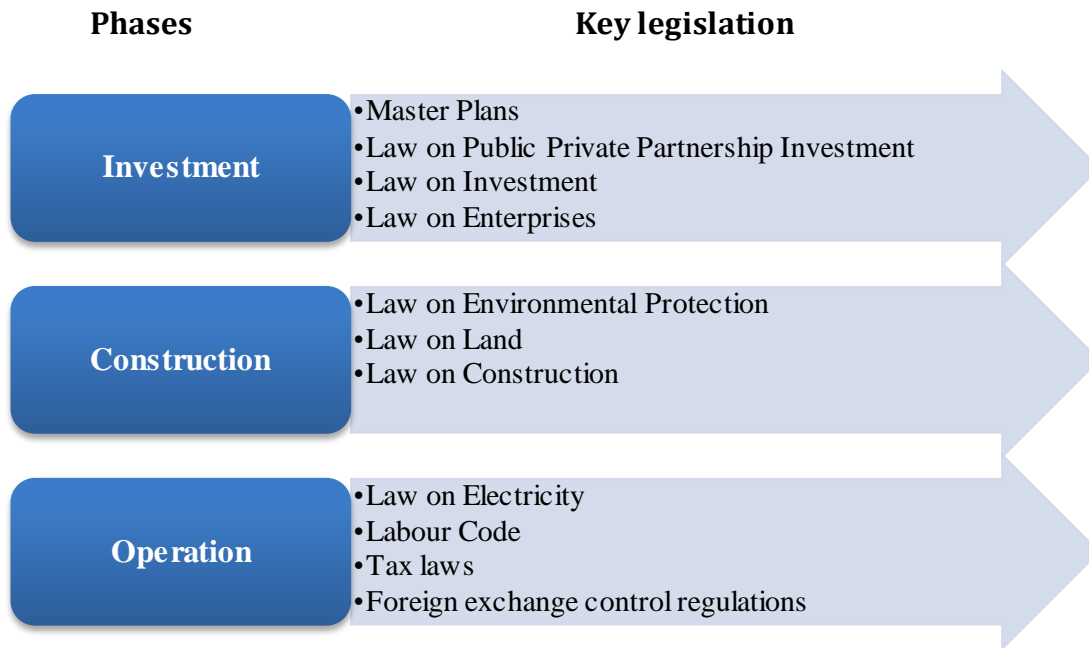 Phases
Key legislation
Investment
•Master Plans
•Law on Public Private Partnership Investment
•Law on Investment
•Law on Enterprises
Construction
•Law on Environmental Protection
•Law on Land
•Law on Construction
Operation
•Law on Electricity
•Labour Code
•Tax laws
•Foreign exchange control regulations